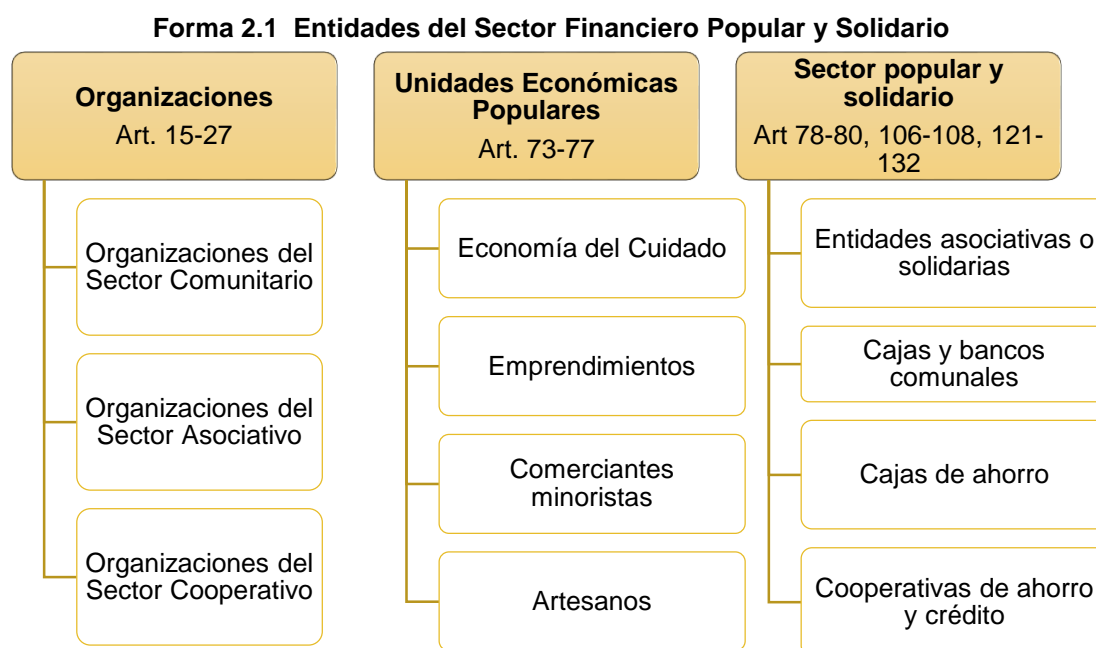 Forma 2.1 Entidades del Sector Financiero Popular y Solidario
Organizaciones
Art. 15-27
Organizaciones del
Sector Comunitario
Organizaciones del
Sector Asociativo
Organizaciones del
Sector Cooperativo
Unidades Económicas
Populares
Art. 73-77
Economía del Cuidado
Emprendimientos
Comerciantes
minoristas
Artesanos
Sector popular y
solidario
Art 78-80, 106-108, 121-
132
Entidades asociativas o
solidarias
Cajas y bancos
comunales
Cajas de ahorro
Cooperativas de ahorro
y crédito